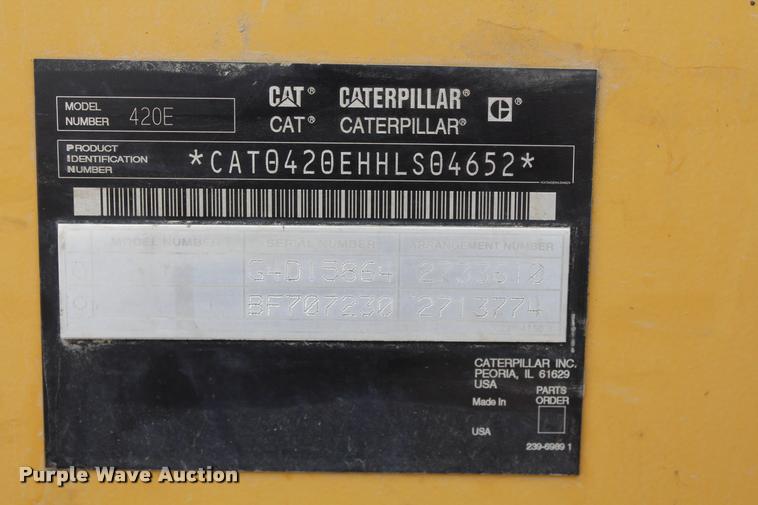 MODEL NUMBER 420E
CAT® CATERPILLAR® C®
CAT® CATERPILLAR®
PRODUCT IDENTIFICATION NUMBER *CAT0420EHHLS04652*
MODEL NUMBER SERIAL NUMBER ARRANGEMENT NUMBER
G4D15864 2733610
BF707230 2713774
CATERPILLAR INC.
PEORIA, IL 61629
USA
PARTS ORDER
Made In
USA
239-6989 1
Purple Wave Auction